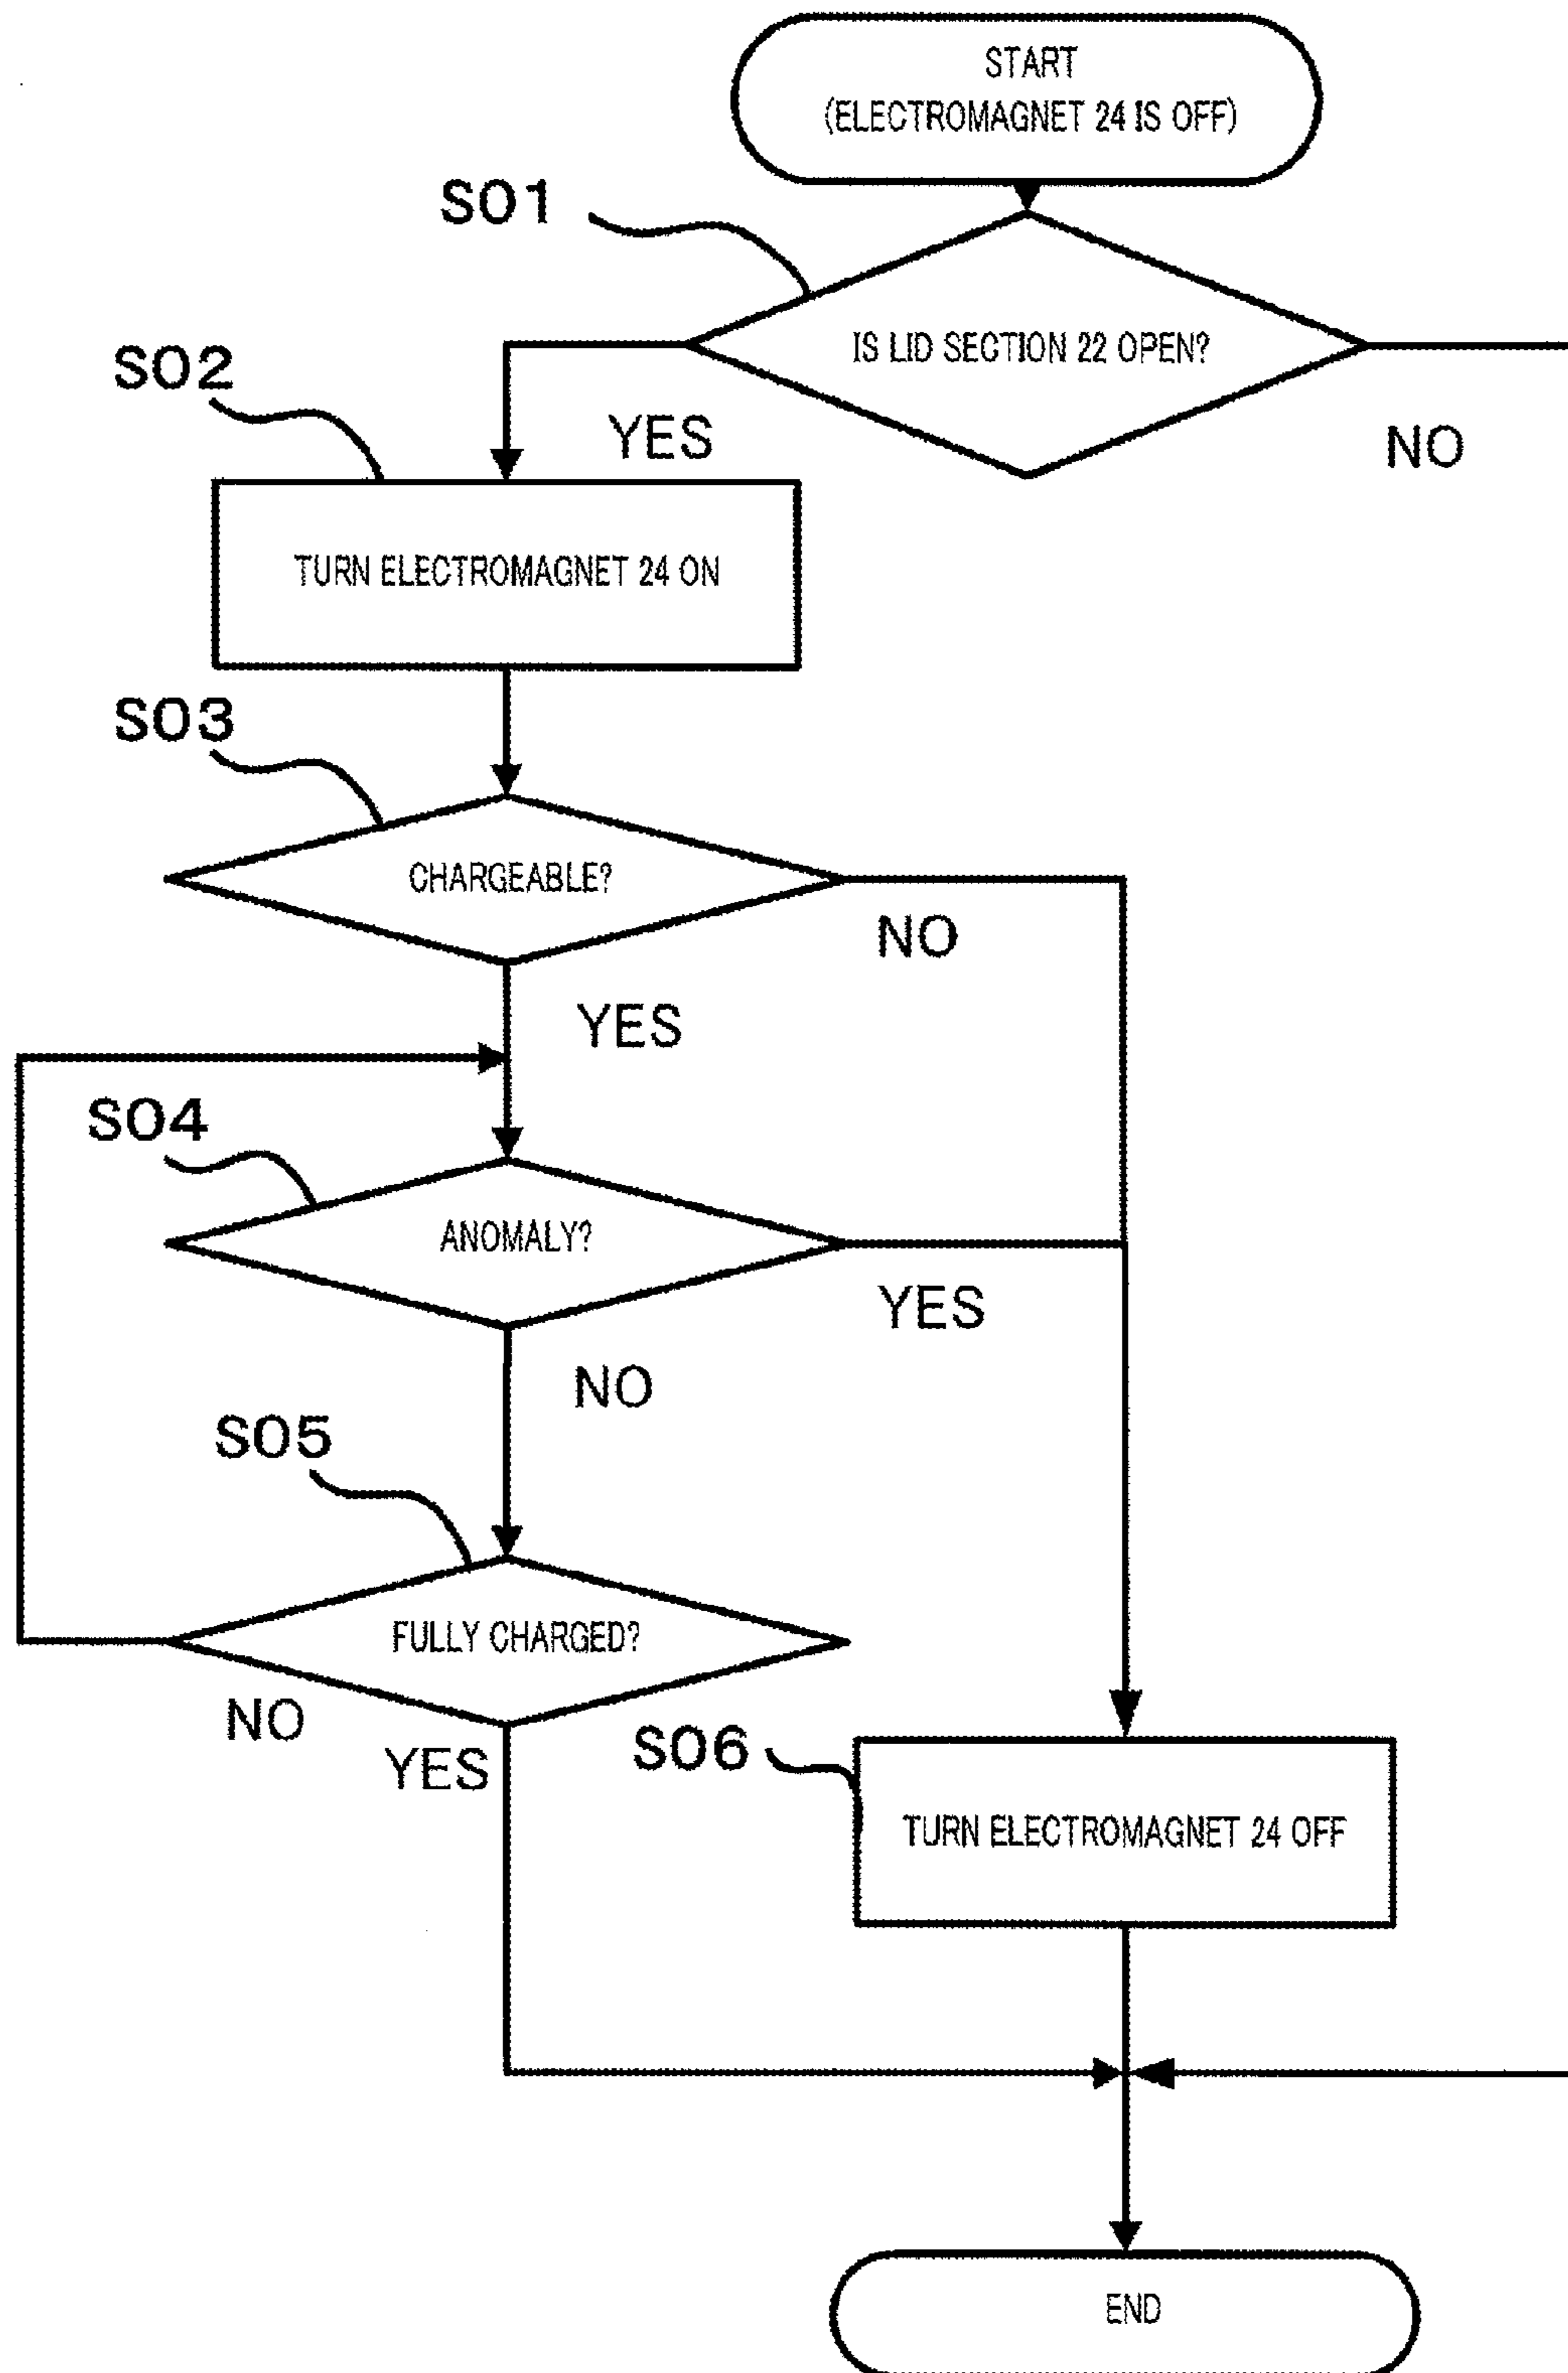 START
(ELECTROMAGNET 24 IS OFF)
S01
IS LID SECTION 22 OPEN?
S02
YES
NO
TURN ELECTROMAGNET 24 ON
S03
CHARGEABLE?
NO
YES
S04
ANOMALY?
YES
NO
S05
FULLY CHARGED?
NO
YES
S06
TURN ELECTROMAGNET 24 OFF
END